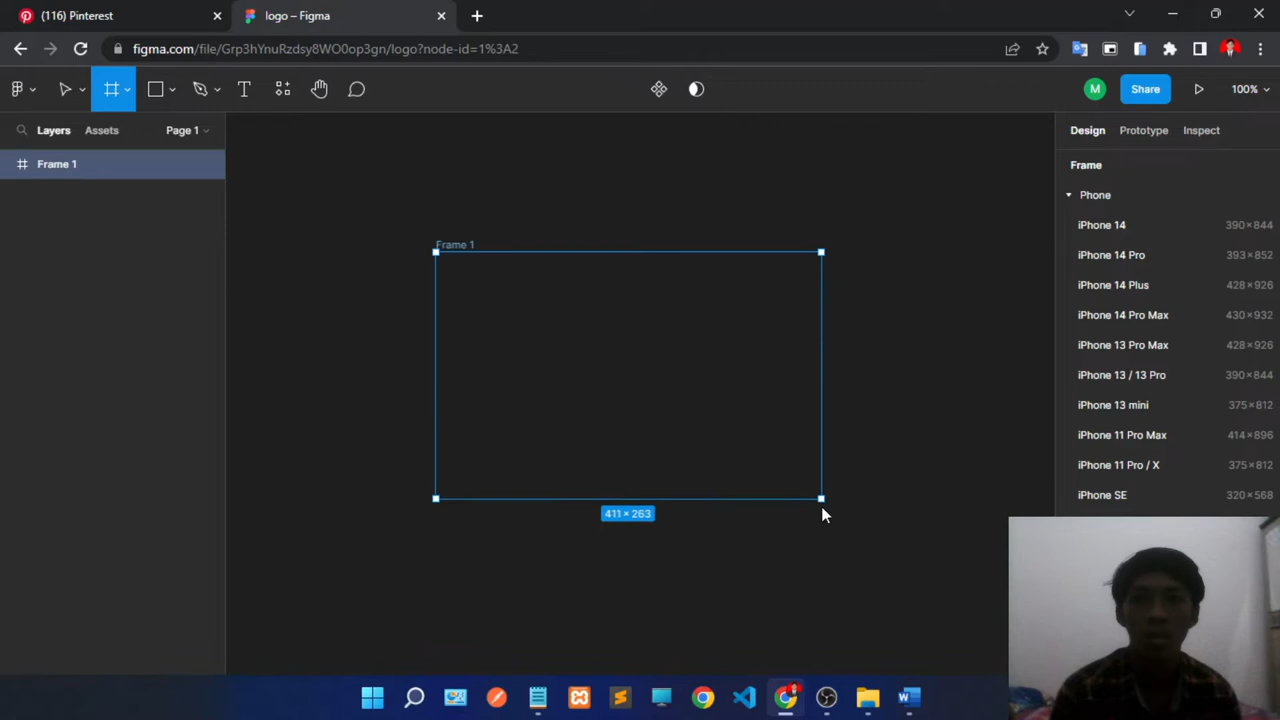 (116) Pinterest
logo – Figma
figma.com/file/Grp3hYnuRzdsy8WO0op3gn/logo?node-id=1%3A2
M
Share
100%
Layers
Assets
Page 1
Design
Prototype
Inspect
Frame 1
Frame
Phone
iPhone 14 390×844
iPhone 14 Pro 393×852
iPhone 14 Plus 428×926
iPhone 14 Pro Max 430×932
iPhone 13 Pro Max 428×926
iPhone 13 / 13 Pro 390×844
iPhone 13 mini 375×812
iPhone 11 Pro Max 414×896
iPhone 11 Pro / X 375×812
iPhone SE 320×568
Frame 1
411 × 263